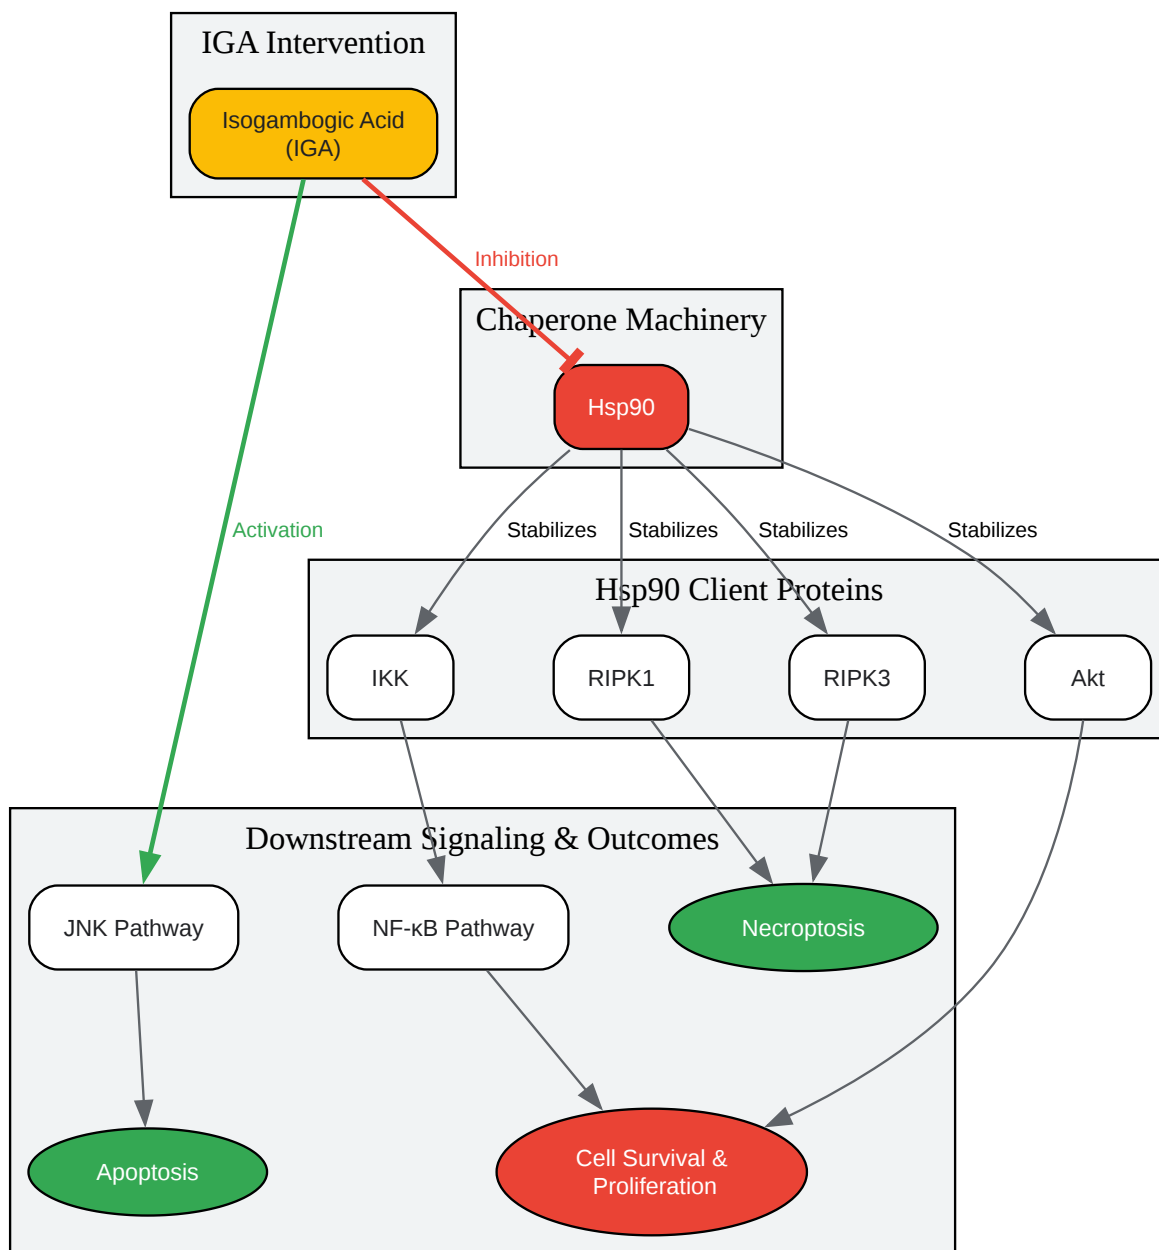 IGA Intervention
Isogambogic Acid
(IGA)
Inhibition
Chaperone Machinery
Hsp90
Activation
Stabilizes
Stabilizes
Stabilizes
Stabilizes
Hsp90 Client Proteins
IKK
RIPK1
RIPK3
Akt
Downstream Signaling & Outcomes
JNK Pathway
NF-κB Pathway
Necroptosis
Apoptosis
Cell Survival &
Proliferation